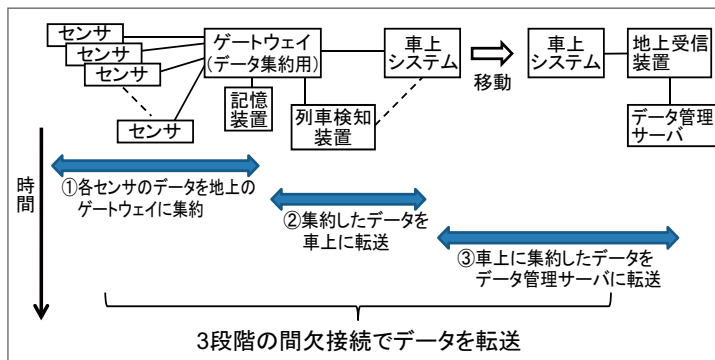 センサ
センサ
センサ
センサ
ゲートウェイ
(データ集約用)
記憶
装置
列車検知
装置
車上
システム
移動
車上
システム
地上受信
装置
データ管理
サーバ
時間
①各センサのデータを地上の
ゲートウェイに集約
②集約したデータを
車上に転送
③車上に集約したデータを
データ管理サーバに転送
3段階の間欠接続でデータを転送